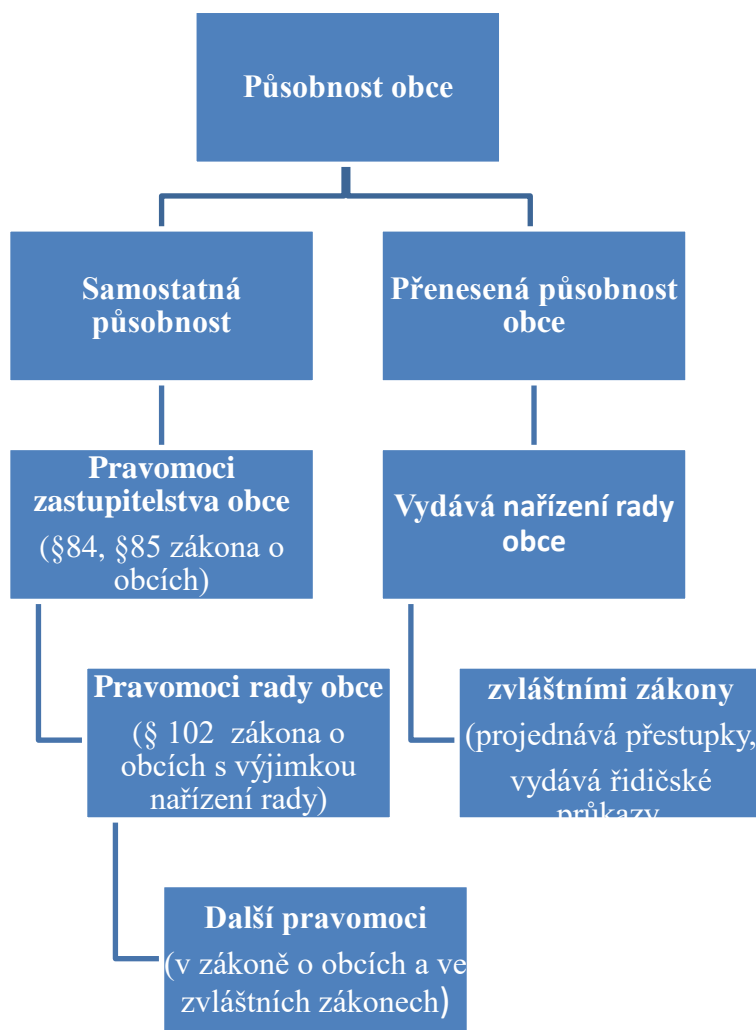 Působnost obce
Samostatná
působnost
Přenesená působnost
obce
Pravomoci
zastupitelstva obce
(§84, §85 zákona o
obcích)
Vydává nařízení rady
obce
Pravomoci rady obce
(§ 102 zákona o
obcích s výjimkou
nařízení rady)
zvláštními zákony
(projednává přestupky,
vydává řidičské
průkazy
Další pravomoci
(v zákoně o obcích a ve
zvláštních zákonech)